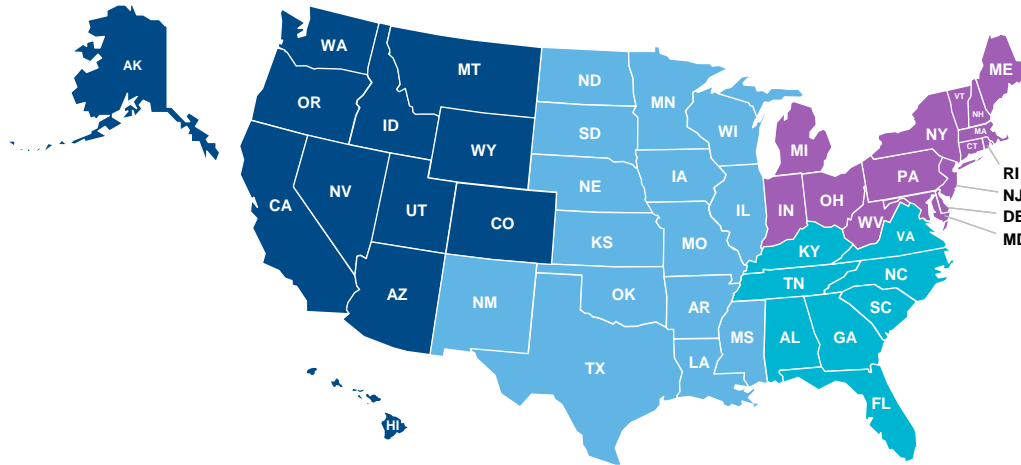 AK
WA
MT
ND
MN
ME
VT
NH
OR
ID
SD
WI
NY
MA
CT
MI
WY
RI
NE
IA
PA
NJ
CA
NV
UT
CO
IL
IN
OH
DE
WV
MD
KS
MO
KY
VA
TN
NC
AZ
NM
OK
AR
SC
MS
AL
GA
TX
LA
FL
HI